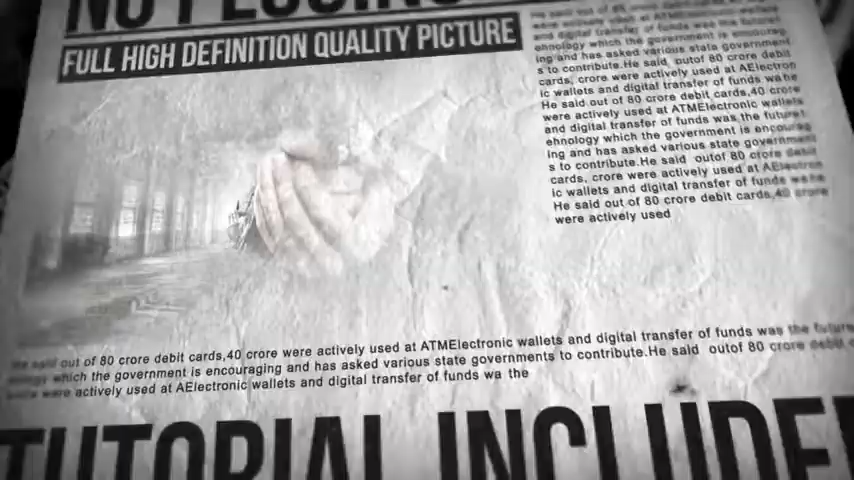 FULL HIGH DEFINITION QUALITY PICTURE
and digital transfer of funds was the future
ehnology which the government is encourag
ing and has asked various stata government
s to contribute.He said outof 80 crore debit
cards, crore were actively used at AElectron
ic wallets and digital transfer of funds wa he
He said out of 80 crore debit cards,40 crore
were actively used at ATMElectronic wallets
and digital transfer of funds was the future t
ehnology which the government is encourag
ing and has asked various state government
s to contribute.He said outof 80 crore debit
cards, crore were actively used at AElectron
ic wallets and digital transfer of funds wa he
He said out of 80 crore debit cards,40 crore
were actively used
He said out of 80 crore debit cards,40 crore were actively used at ATMElectronic wallets and digital transfer of funds was the future
which the government is encouraging and has asked various state governments to contribute.He said outof 80 crore debit
were actively used at AElectronic wallets and digital transfer of funds wa the
TUTORIAL INCLUDE